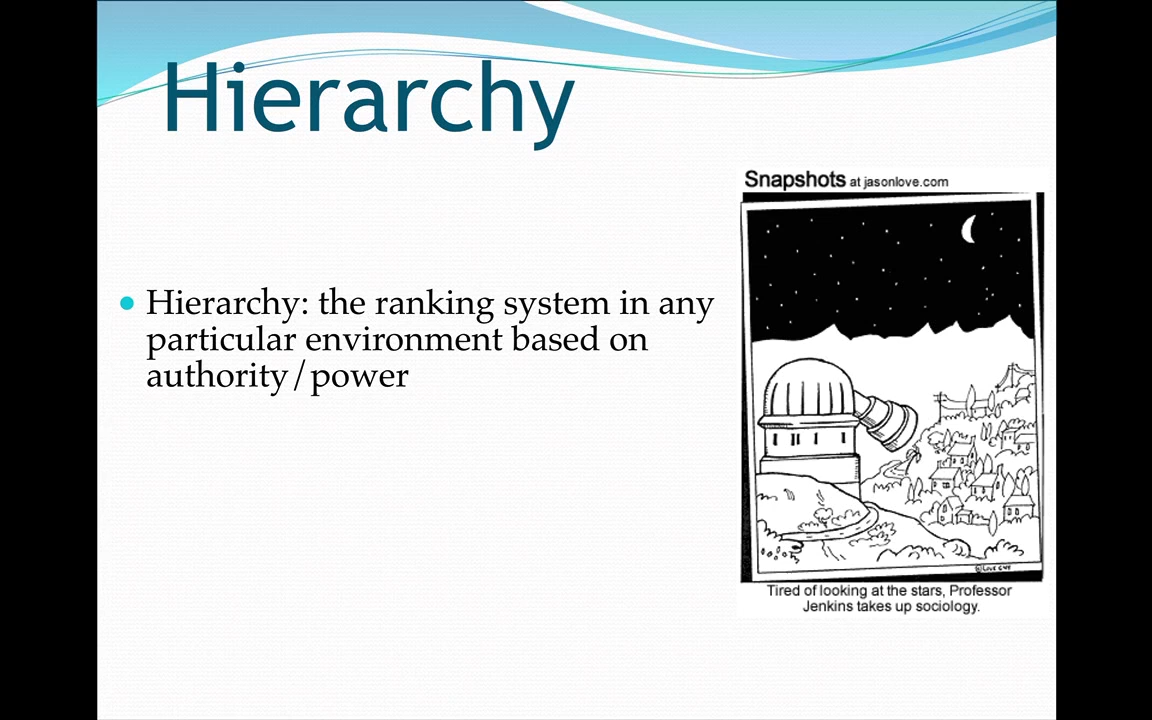 Hierarchy
Hierarchy: the ranking system in any
particular environment based on
authority/power
Snapshots at jasonlove.com
Tired of looking at the stars, Professor
Jenkins takes up sociology.